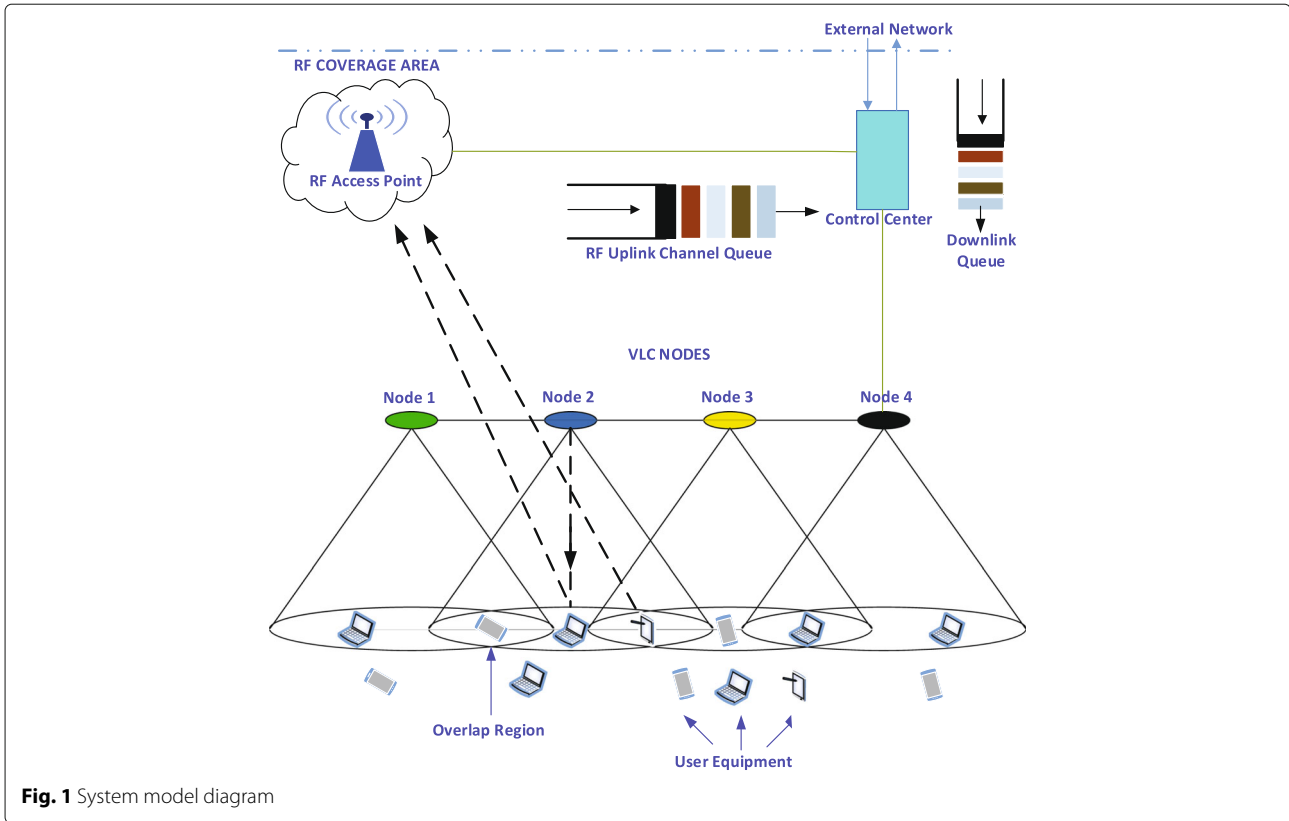 External Network
RF COVERAGE AREA
RF Access Point
Control Center
RF Uplink Channel Queue
Downlink
Queue
VLC NODES
Node 1
Node 2
Node 3
Node 4
Overlap Region
User Equipment
Fig. 1 System model diagram